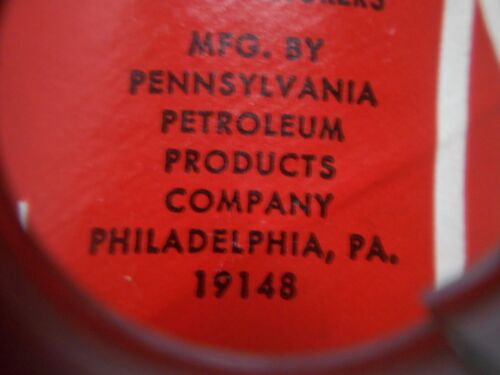 MFG. BY
PENNSYLVANIA
PETROLEUM
PRODUCTS
COMPANY
PHILADELPHIA, PA.
19148